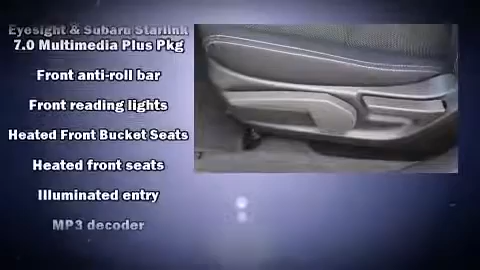 Eyesight & Subaru Starlink
7.0 Multimedia Plus Pkg
Front anti-roll bar
Front reading lights
Heated Front Bucket Seats
Heated front seats
Illuminated entry
MP3 decoder